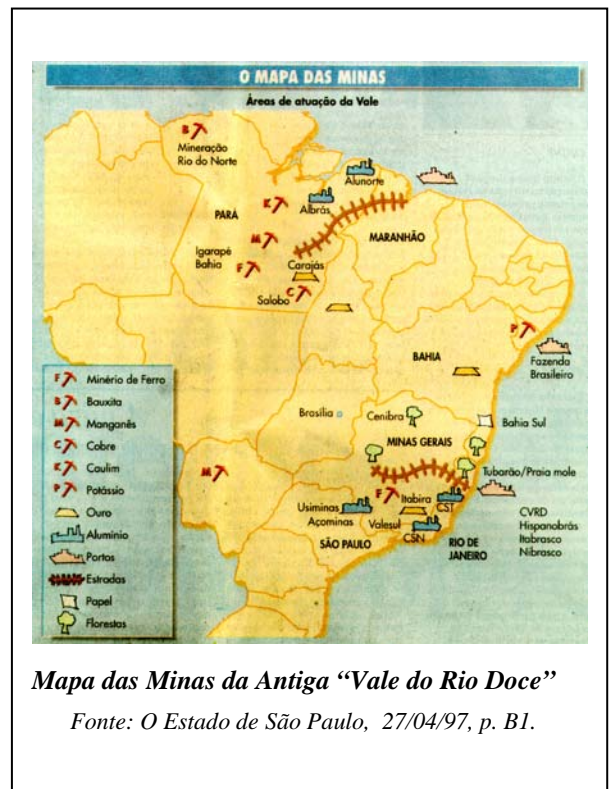 O MAPA DAS MINAS
Áreas de atuação da Vale
B
Mineração
Rio do Norte
Alunorte
K
Albrás
PARÁ
M
MARANHÃO
Igarapé
Bahia
F
Carajás
Salobo
C
P
BAHIA
Fazenda
Brasileiro
Brasília
Cenibra
Bahia Sul
MINAS GERAIS
M
Tubarão/Praia mole
F
Itabira
CST
Usiminas
Açominas
Valesul
CSN
SÃO PAULO
RIO DE
JANEIRO
CVRD
Hispanobrás
Itabrasco
Nibrasco
F Minério de Ferro
B Bauxita
M Manganês
C Cobre
K Caulim
P Potássio
Ouro
Alumínio
Portos
Estradas
Papel
Florestas
Mapa das Minas da Antiga “Vale do Rio Doce”
Fonte: O Estado de São Paulo, 27/04/97, p. B1.